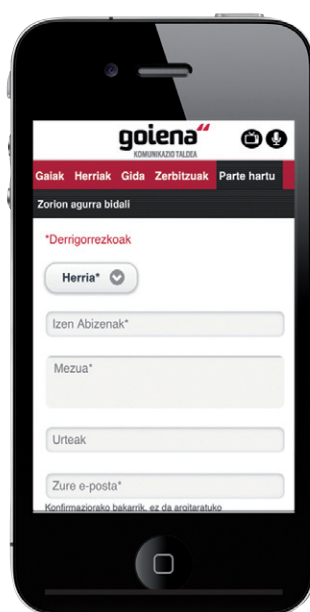 goiena
KOMUNIKAZIO TALDEA
Gaiak Herriak Gida Zerbitzuak Parte hartu
Zorion agurra bidali
*Derrigorrezkoak
Herria*
Izen Abizenak*
Mezua*
Urteak
Zure e-posta*
Konfirmaziorako bakarrik, ez da argitaratuko